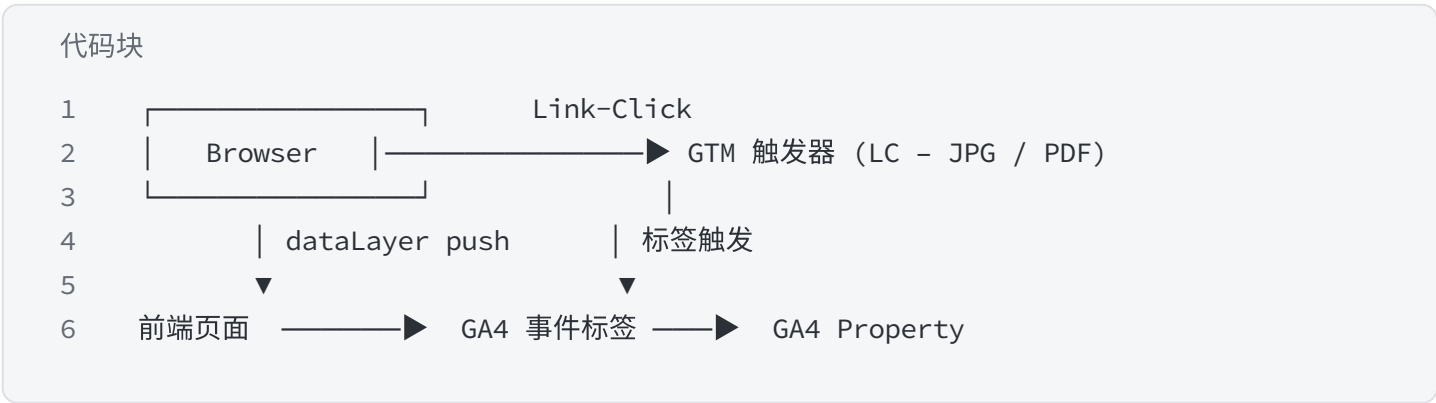 代码块
1 ┌──────────────┐ Link-Click
2 │ Browser │─────────────▶ GTM 触发器 (LC – JPG / PDF)
3 └──────────────┘ │
4 │ dataLayer push │ 标签触发
5 ▼ ▼
6 前端页面 ──────▶ GA4 事件标签 ───▶ GA4 Property